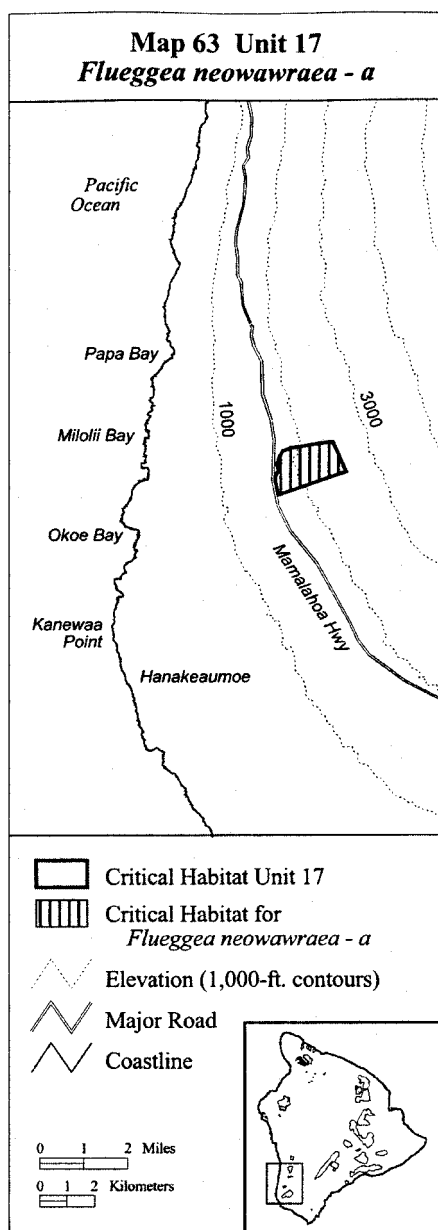 Map 63 Unit 17
Flueggea neowawraea - a
Pacific
Ocean
Papa Bay
1000
3000
Milolii Bay
Okoe Bay
Mamalahoa Hwy
Kanewaa
Point
Hanakeaumoe
Critical Habitat Unit 17
Critical Habitat for
Flueggea neowawraea - a
Elevation (1,000-ft. contours)
Major Road
Coastline
0 1 2 Miles
0 1 2 Kilometers